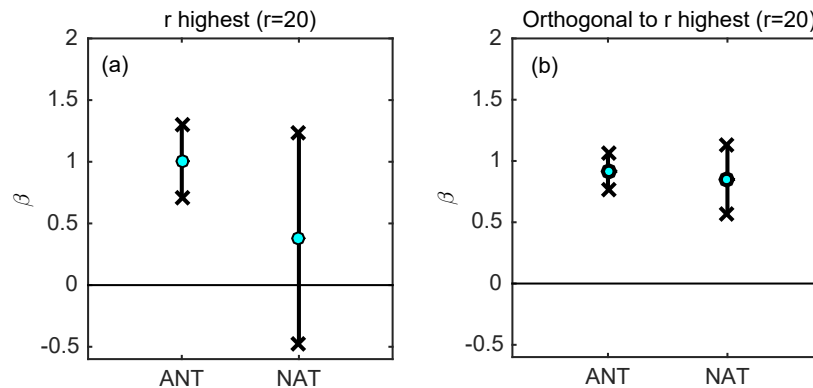 r highest (r=20)
(a)
2
1.5
1
0.5
0
-0.5
β
ANT NAT
Orthogonal to r highest (r=20)
(b)
2
1.5
1
0.5
0
-0.5
β
ANT NAT